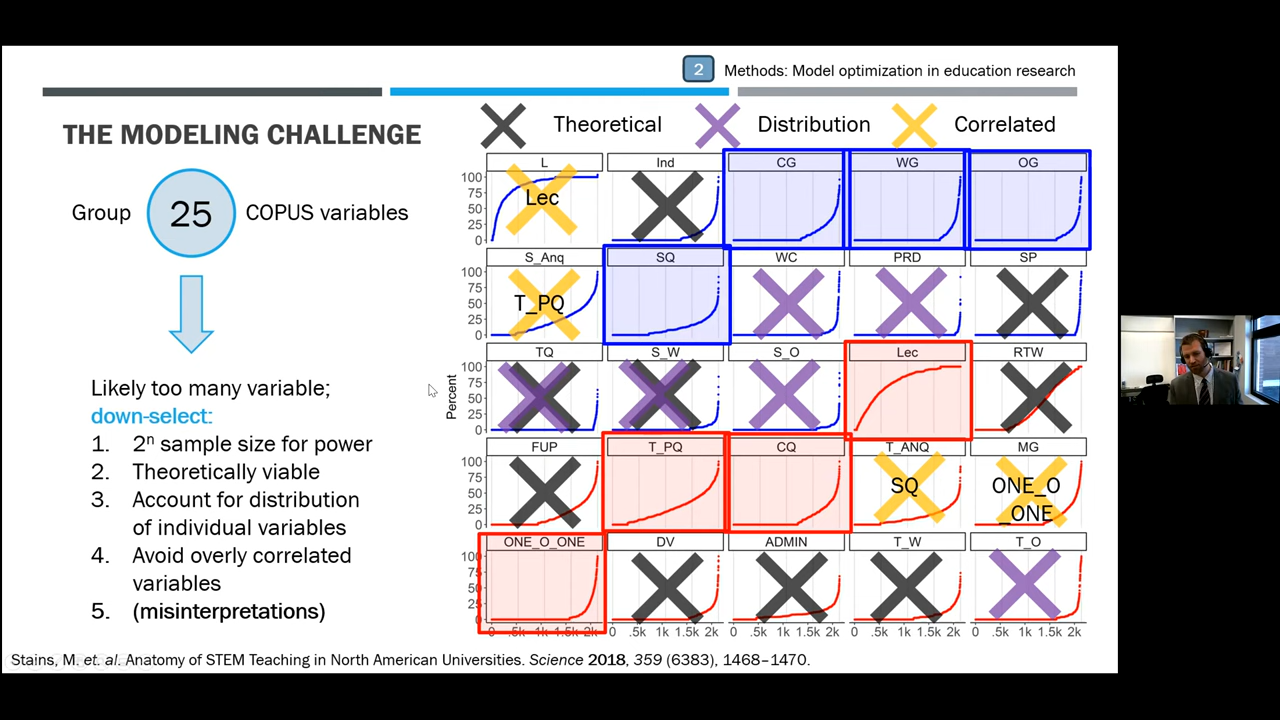 2 Methods: Model optimization in education research
THE MODELING CHALLENGE
Theoretical Distribution Correlated
Group 25 COPUS variables
Likely too many variable;
down-select:
1. 2ⁿ sample size for power
2. Theoretically viable
3. Account for distribution
of individual variables
4. Avoid overly correlated
variables
5. (misinterpretations)
Percent
L Ind CG WG OG
100
75
50
25
0
Lec
S_Anq SQ WC PRD SP
100
75
50
25
0
T_PQ
TQ S_W S_O Lec RTW
100
75
50
25
0
FUP T_PQ CQ T_ANQ MG
100
75
50
25
0
SQ ONE_O
_ONE
ONE_O_ONE DV ADMIN T_W T_O
100
75
50
25
0
0 .5k 1k 1.5k 2k 0 .5k 1k 1.5k 2k 0 .5k 1k 1.5k 2k 0 .5k 1k 1.5k 2k 0 .5k 1k 1.5k 2k
Stains, M. et. al. Anatomy of STEM Teaching in North American Universities. Science 2018, 359 (6383), 1468–1470.